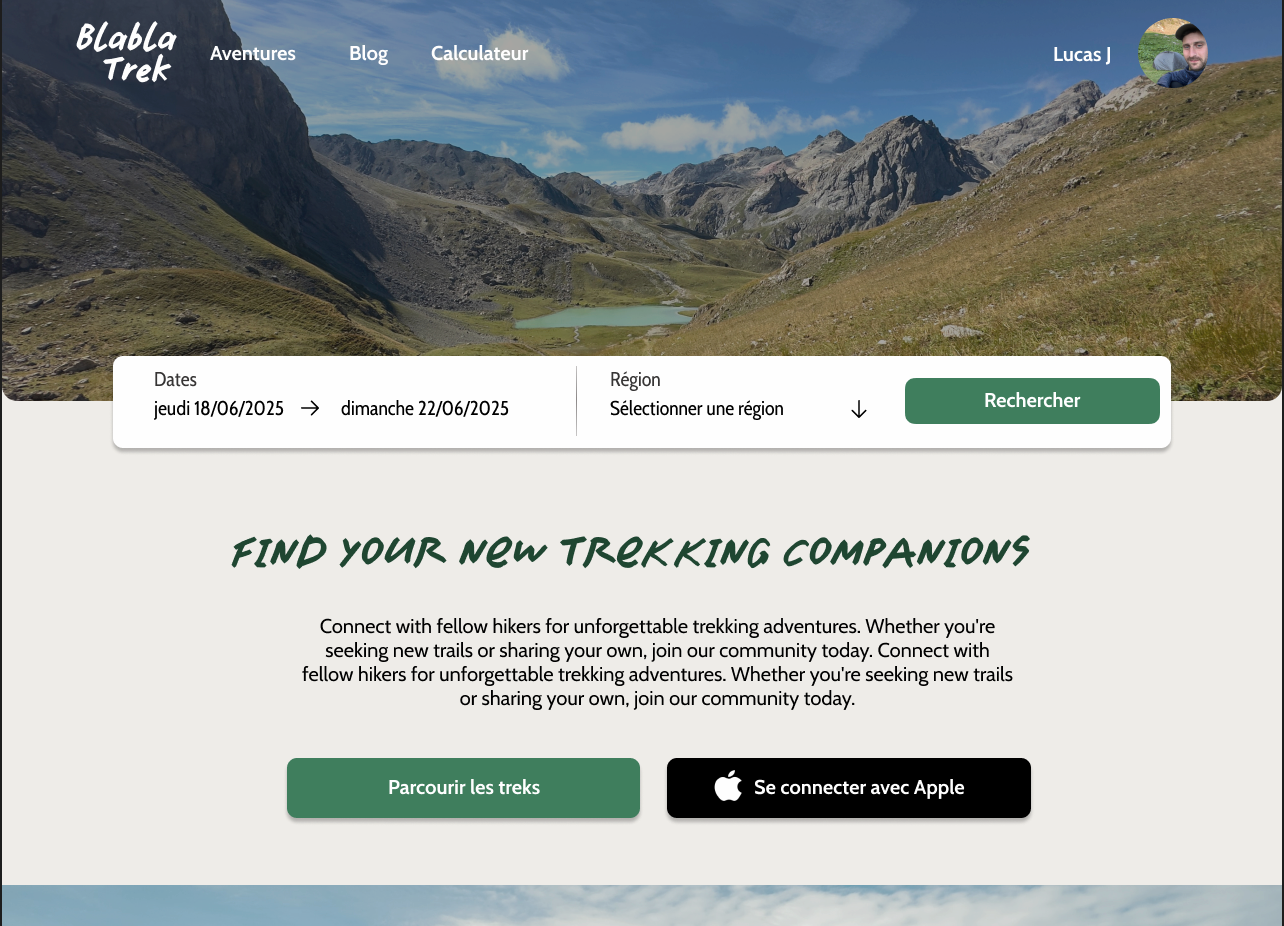 Blabla
Trek
Aventures Blog Calculateur Lucas J
Dates
jeudi 18/06/2025 → dimanche 22/06/2025
Région
Sélectionner une région ↓
Rechercher
FIND YOUR NEW TREKKING COMPANIONS
Connect with fellow hikers for unforgettable trekking adventures. Whether you're
seeking new trails or sharing your own, join our community today. Connect with
fellow hikers for unforgettable trekking adventures. Whether you're seeking new trails
or sharing your own, join our community today.
Parcourir les treks
Se connecter avec Apple